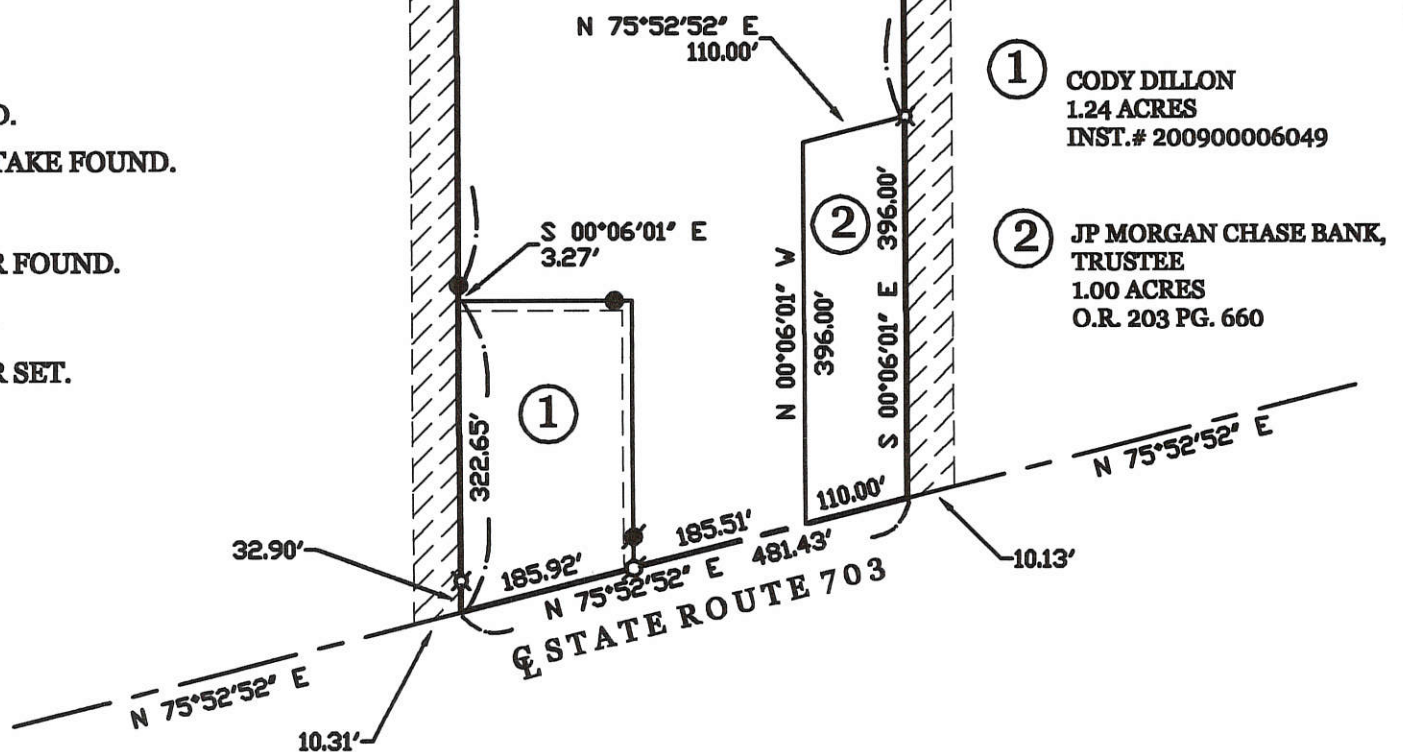 N 75°52'52" E
110.00'
1
CODY DILLON
1.24 ACRES
INST.# 200900006049
D.
TAKE FOUND.
2
JP MORGAN CHASE BANK,
TRUSTEE
1.00 ACRES
O.R. 203 PG. 660
R FOUND.
R SET.
S 00°06'01" E
3.27'
2
N 00°06'01" W
396.00'
S 00°06'01" E 396.00'
1
322.65'
32.90'
185.92'
185.51'
110.00'
N 75°52'52" E 481.43'
℄ STATE ROUTE 703
N 75°52'52" E
10.13'
N 75°52'52" E
10.31'